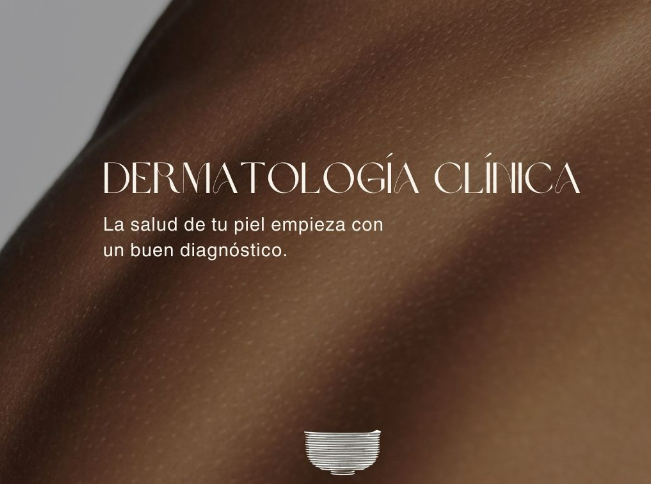 DERMATOLOGÍA CLÍNICA
La salud de tu piel empieza con
un buen diagnóstico.